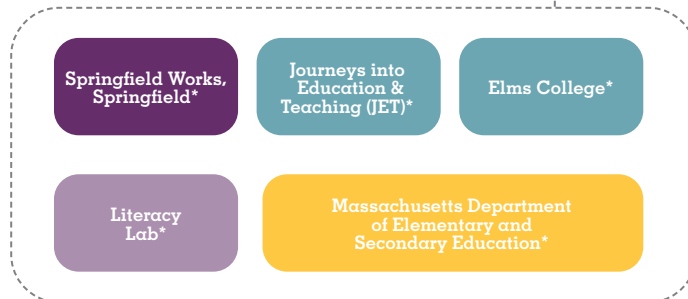 Springfield Works,
Springfield*
Journeys into
Education &
Teaching (JET)*
Elms College*
Literacy
Lab*
Massachusetts Department
of Elementary and
Secondary Education*